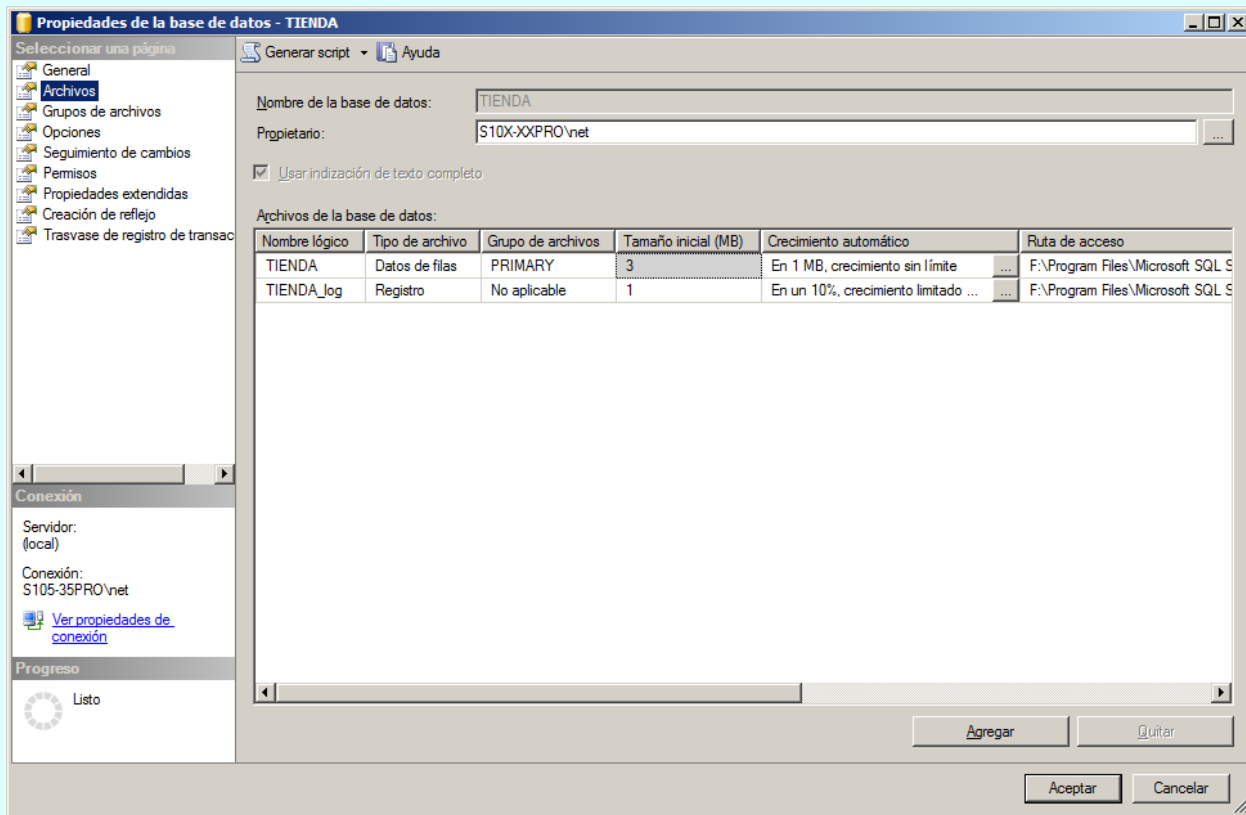 Propiedades de la base de datos - TIENDA
Seleccionar una página
General
Archivos
Grupos de archivos
Opciones
Seguimiento de cambios
Permisos
Propiedades extendidas
Creación de reflejo
Trasvase de registro de transac
Conexión
Servidor:
(local)
Conexión:
S105-35PRO\net
Ver propiedades de
conexión
Progreso
Listo
Generar script Ayuda
Nombre de la base de datos: TIENDA
Propietario: S10X-XXPRO\net ...
Usar indización de texto completo
Archivos de la base de datos:
Nombre lógico Tipo de archivo Grupo de archivos Tamaño inicial (MB) Crecimiento automático Ruta de acceso
TIENDA Datos de filas PRIMARY 3 En 1 MB, crecimiento sin límite ... F:\Program Files\Microsoft SQL S
TIENDA_log Registro No aplicable 1 En un 10%, crecimiento limitado ... ... F:\Program Files\Microsoft SQL S
Agregar Quitar
Aceptar Cancelar